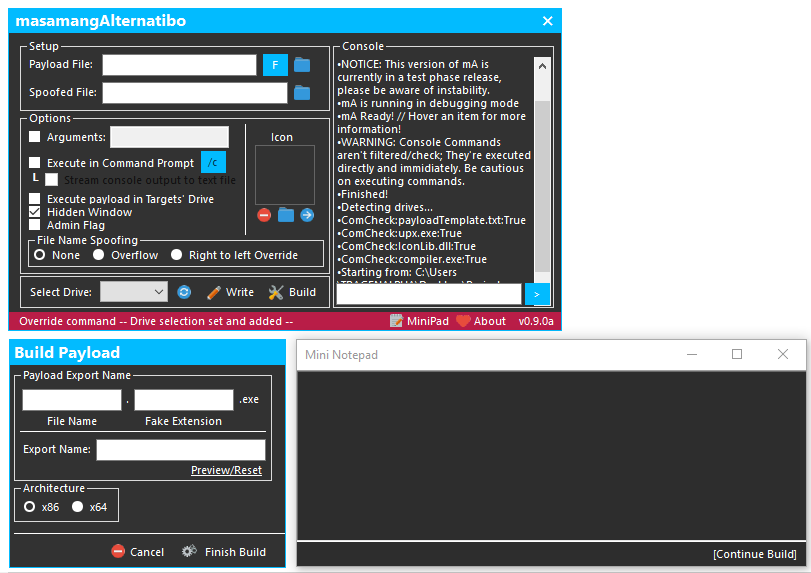 masamangAlternatibo
Setup
Payload File:
F
Spoofed File:
Options
Arguments:
Icon
Execute in Command Prompt
/c
Stream console output to text file
Execute payload in Targets' Drive
Hidden Window
Admin Flag
File Name Spoofing
None
Overflow
Right to left Override
Select Drive:
Write
Build
Console
•NOTICE: This version of mA is
currently in a test phase release,
please be aware of instability.
•mA is running in debugging mode
•mA Ready! // Hover an item for more
information!
•WARNING: Console Commands
aren't filtered/check; They're executed
directly and immidiately. Be cautious
on executing commands.
•Finished!
•Detecting drives...
•ComCheck:payloadTemplate.txt:True
•ComCheck:upx.exe:True
•ComCheck:IconLib.dll:True
•ComCheck:compiler.exe:True
•Starting from: C:\Users
>
Override command -- Drive selection set and added --
MiniPad
About
v0.9.0a
Build Payload
Payload Export Name
. .exe
File Name
Fake Extension
Export Name:
Preview/Reset
Architecture
x86
x64
Cancel
Finish Build
Mini Notepad
[Continue Build]